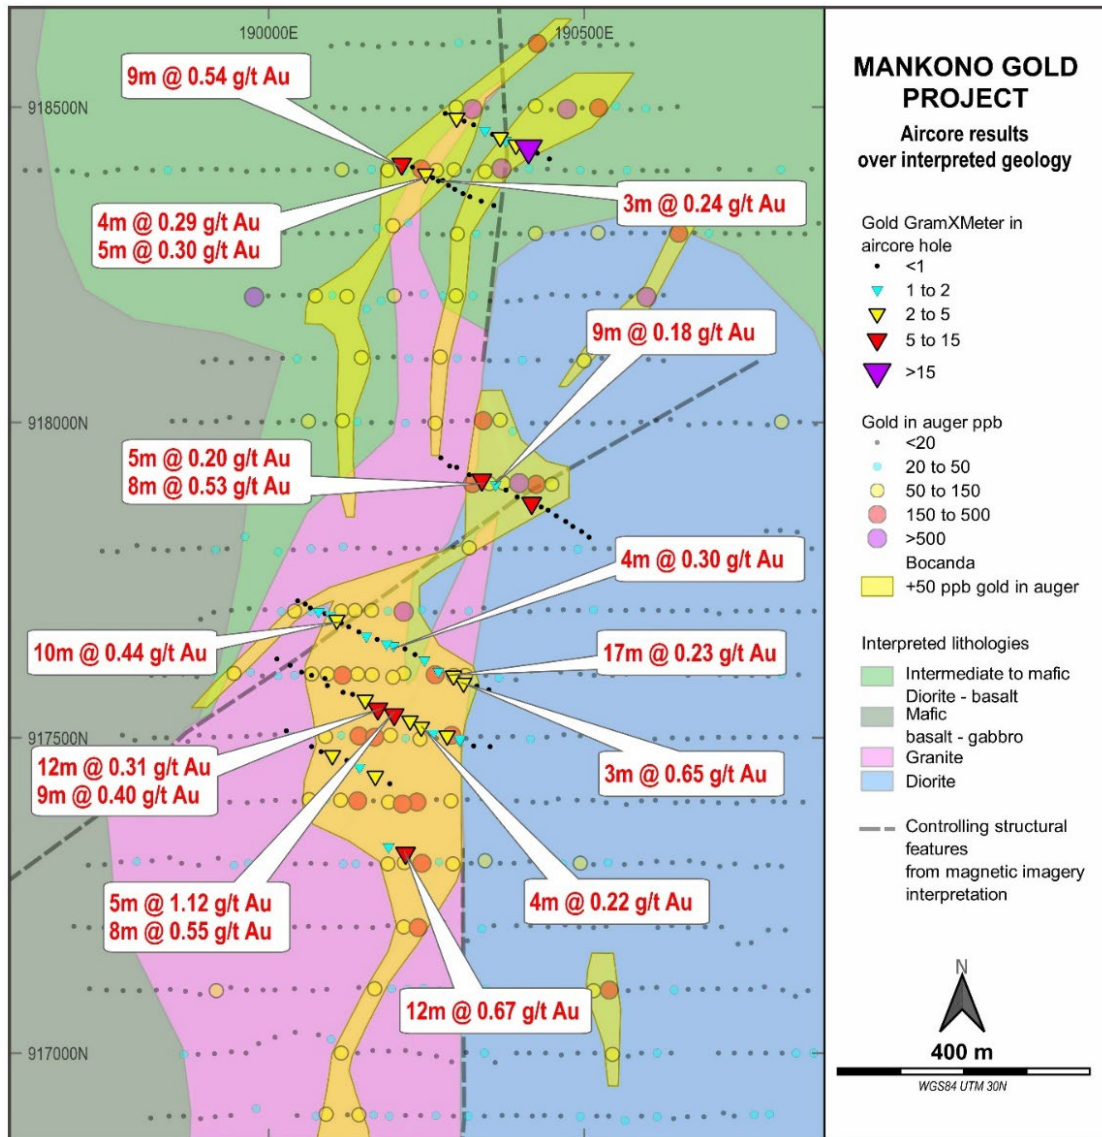 190000E
190500E
9m @ 0.54 g/t Au
918500N
4m @ 0.29 g/t Au
5m @ 0.30 g/t Au
3m @ 0.24 g/t Au
9m @ 0.18 g/t Au
918000N
5m @ 0.20 g/t Au
8m @ 0.53 g/t Au
4m @ 0.30 g/t Au
10m @ 0.44 g/t Au
17m @ 0.23 g/t Au
917500N
12m @ 0.31 g/t Au
9m @ 0.40 g/t Au
3m @ 0.65 g/t Au
5m @ 1.12 g/t Au
8m @ 0.55 g/t Au
4m @ 0.22 g/t Au
12m @ 0.67 g/t Au
917000N
MANKONO GOLD
PROJECT
Aircore results
over interpreted geology
Gold GramXMeter in
aircore hole
<1
1 to 2
2 to 5
5 to 15
>15
Gold in auger ppb
<20
20 to 50
50 to 150
150 to 500
>500
Bocanda
+50 ppb gold in auger
Interpreted lithologies
Intermediate to mafic
Diorite - basalt
Mafic
basalt - gabbro
Granite
Diorite
Controlling structural
features
from magnetic imagery
interpretation
N
400 m
WGS84 UTM 30N